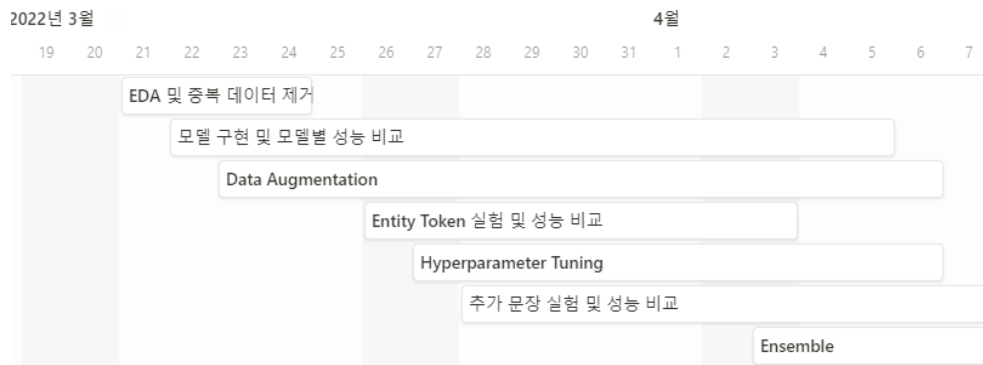 2022년 3월 4월
19 20 21 22 23 24 25 26 27 28 29 30 31 1 2 3 4 5 6 7
EDA 및 중복 데이터 제거
모델 구현 및 모델별 성능 비교
Data Augmentation
Entity Token 실험 및 성능 비교
Hyperparameter Tuning
추가 문장 실험 및 성능 비교
Ensemble